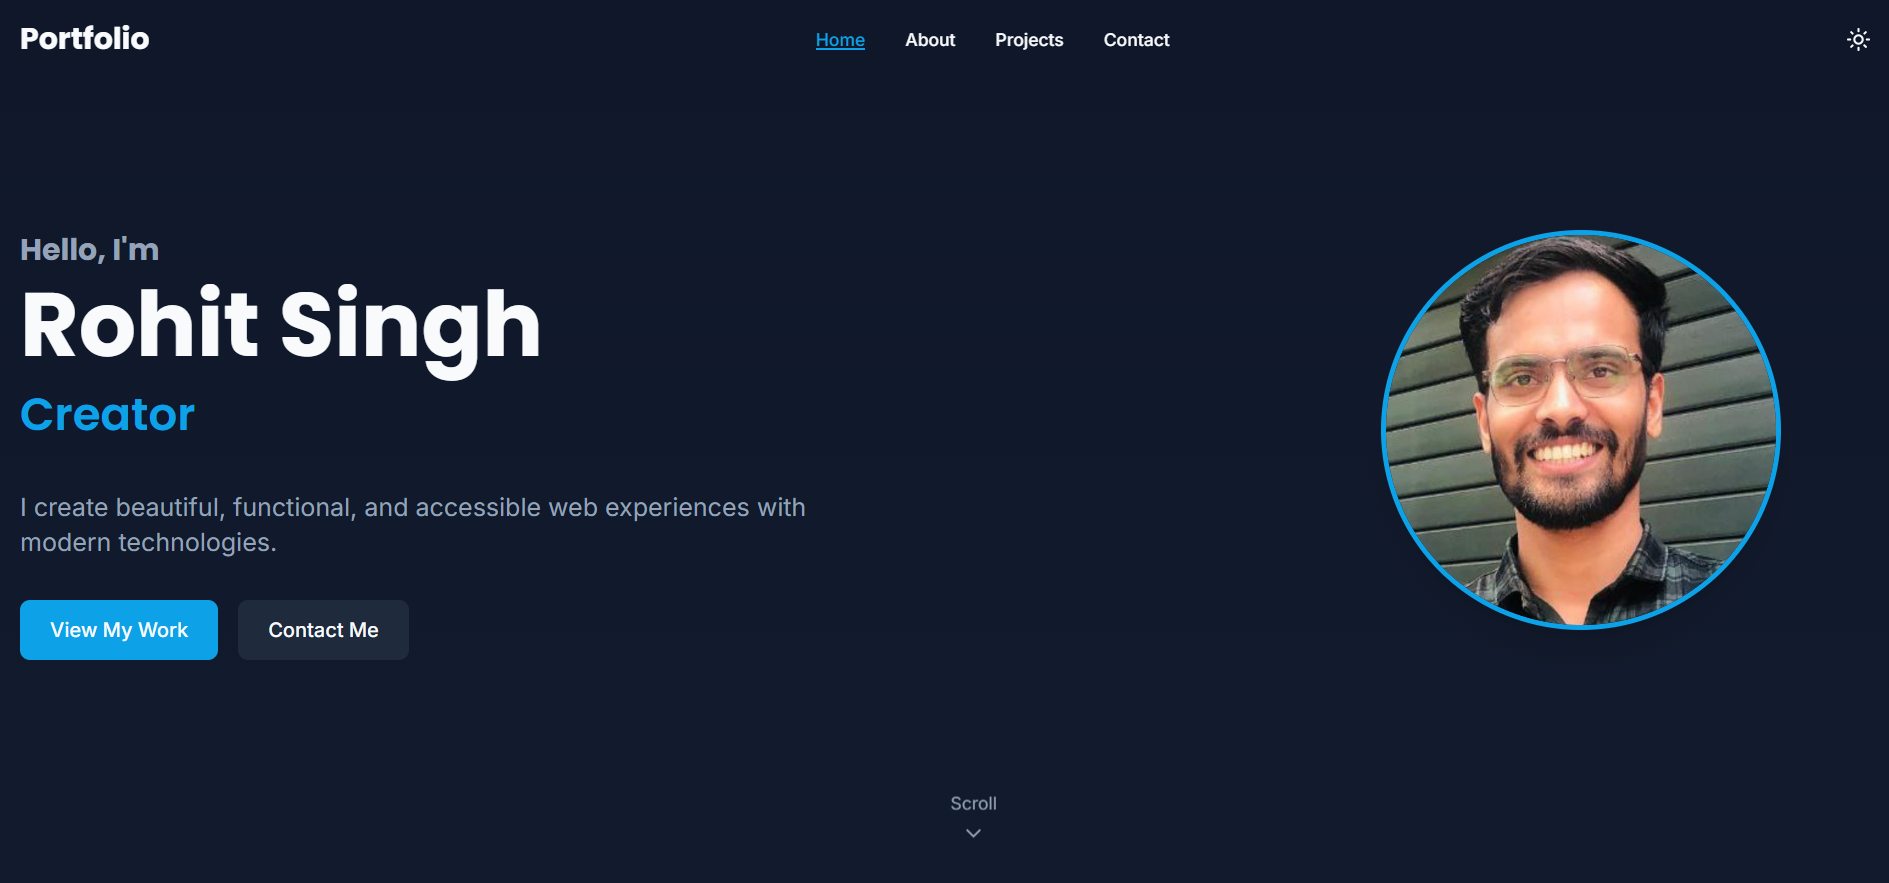 Portfolio
Home
About
Projects
Contact
Hello, I'm
Rohit Singh
Creator
I create beautiful, functional, and accessible web experiences with
modern technologies.
View My Work
Contact Me
Scroll